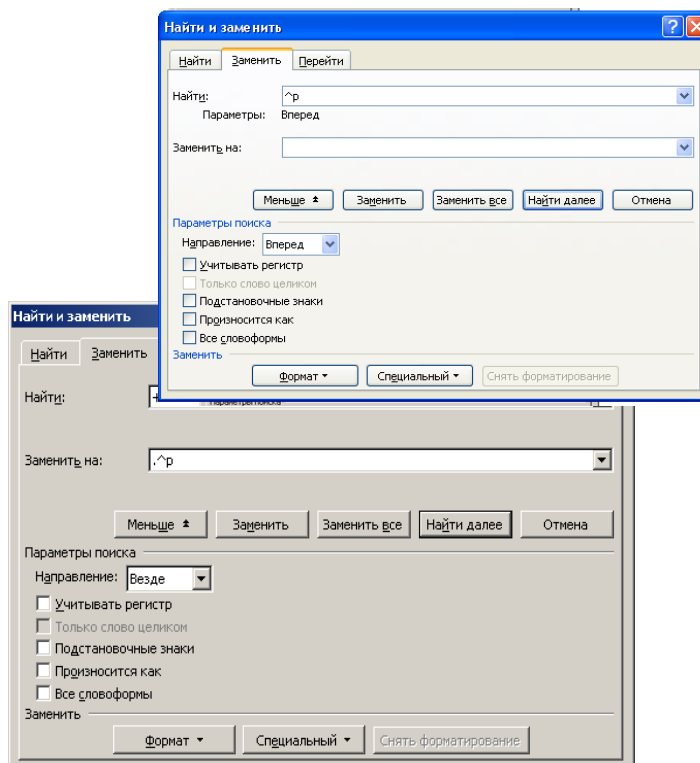 Найти и заменить
Найти Заменить Перейти
Найти: ^p
Параметры: Вперед
Заменить на:
Меньше Заменить Заменить все Найти далее Отмена
Параметры поиска
Направление: Вперед
Учитывать регистр
Только слово целиком
Подстановочные знаки
Произносится как
Все словоформы
Заменить
Формат Специальный Снять форматирование
Найти и заменить
Найти Заменить
Найти:
Заменить на: .^p
Меньше Заменить Заменить все Найти далее Отмена
Параметры поиска
Направление: Везде
Учитывать регистр
Только слово целиком
Подстановочные знаки
Произносится как
Все словоформы
Заменить
Формат Специальный Снять форматирование